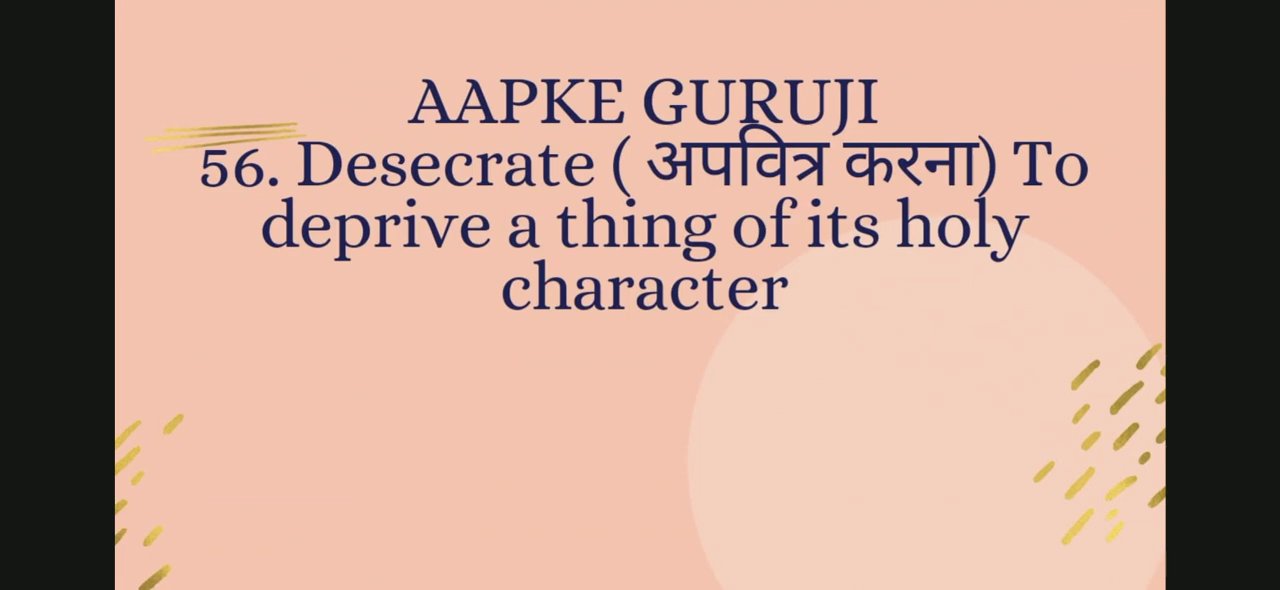 AAPKE GURUJI
56. Desecrate ( अपवित्र करना) To
deprive a thing of its holy
character